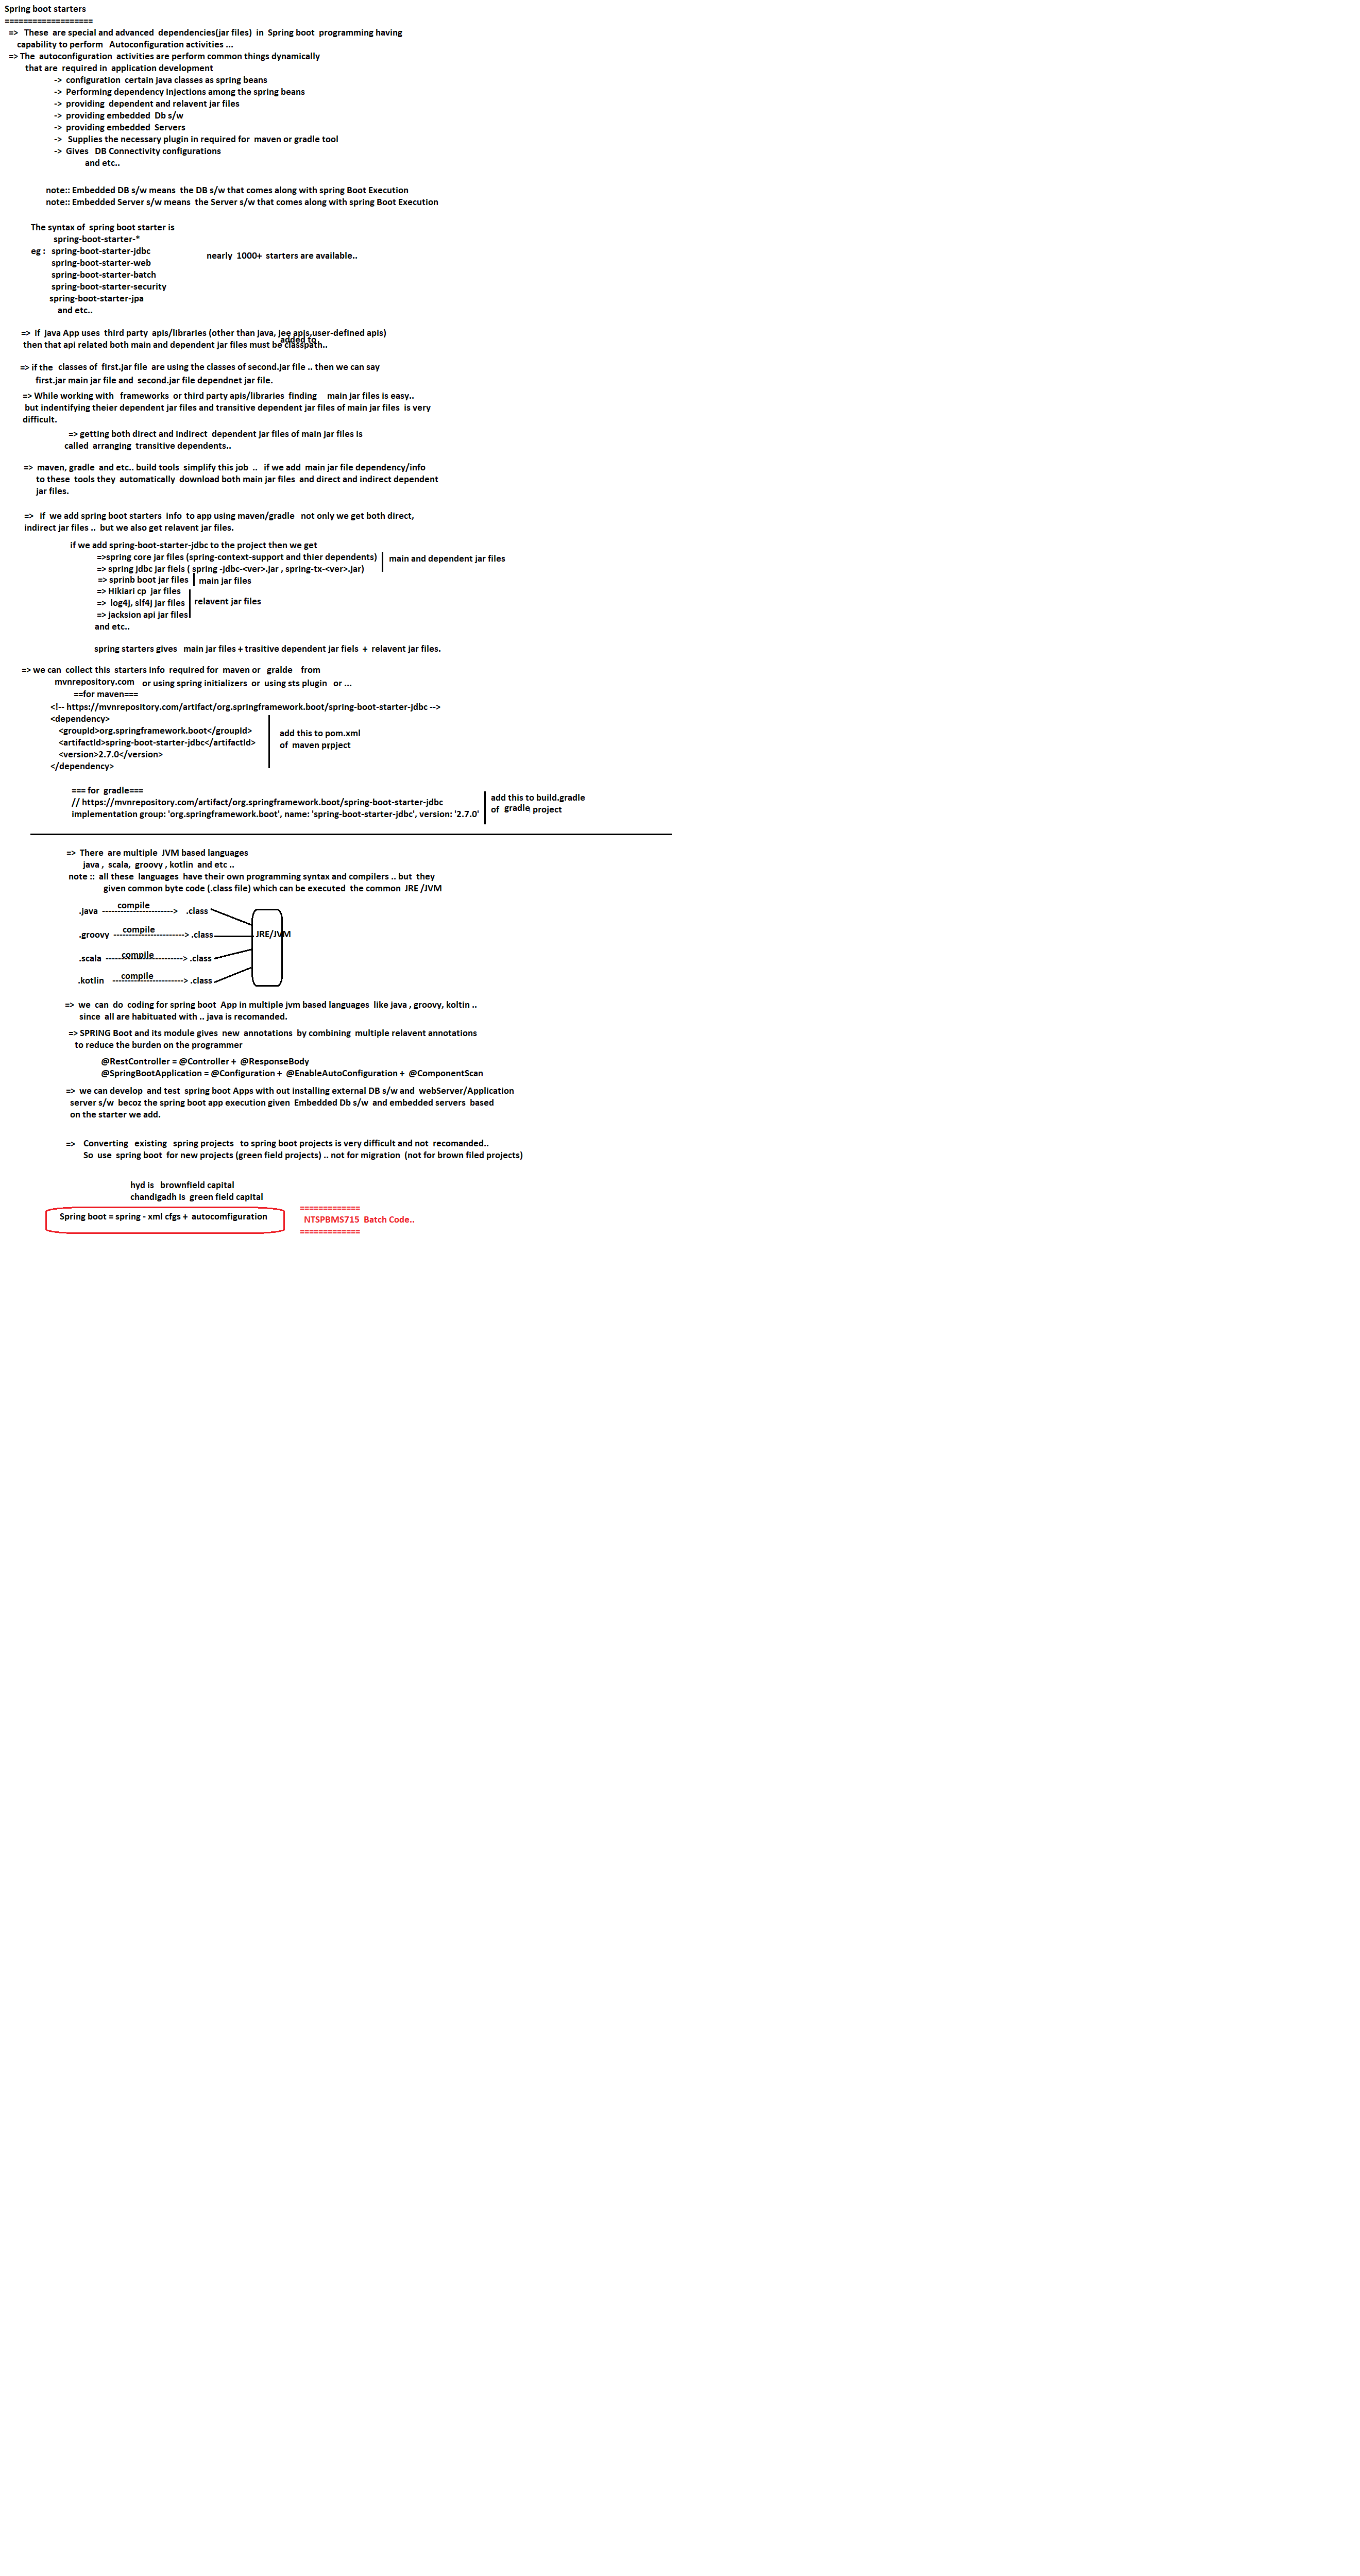 Spring boot starters
===================
=> These are special and advanced dependencies(jar files) in Spring boot programming having
capability to perform Autoconfiguration activities ...
=> The autoconfiguration activities are perform common things dynamically
that are required in application development
-> configuration certain java classes as spring beans
-> Performing dependency Injections among the spring beans
-> providing dependent and relavent jar files
-> providing embedded Db s/w
-> providing embedded Servers
-> Supplies the necessary plugin in required for maven or gradle tool
-> Gives DB Connectivity configurations
and etc..
note:: Embedded DB s/w means the DB s/w that comes along with spring Boot Execution
note:: Embedded Server s/w means the Server s/w that comes along with spring Boot Execution
The syntax of spring boot starter is
spring-boot-starter-*
eg : spring-boot-starter-jdbc
nearly 1000+ starters are available..
spring-boot-starter-web
spring-boot-starter-batch
spring-boot-starter-security
spring-boot-starter-jpa
and etc..
=> if java App uses third party apis/libraries (other than java, jee apis,user-defined apis)
added to
then that api related both main and dependent jar files must be classpath..
=> if the classes of first.jar file are using the classes of second.jar file .. then we can say
first.jar main jar file and second.jar file dependnet jar file.
=> While working with frameworks or third party apis/libraries finding main jar files is easy..
but indentifying theier dependent jar files and transitive dependent jar files of main jar files is very
difficult.
=> getting both direct and indirect dependent jar files of main jar files is
called arranging transitive dependents..
=> maven, gradle and etc.. build tools simplify this job .. if we add main jar file dependency/info
to these tools they automatically download both main jar files and direct and indirect dependent
jar files.
=> if we add spring boot starters info to app using maven/gradle not only we get both direct,
indirect jar files .. but we also get relavent jar files.
if we add spring-boot-starter-jdbc to the project then we get
=>spring core jar files (spring-context-support and thier dependents)
main and dependent jar files
=> spring jdbc jar fiels ( spring -jdbc-<ver>.jar , spring-tx-<ver>.jar)
=> sprinb boot jar files main jar files
=> Hikiari cp jar files
=> log4j, slf4j jar files relavent jar files
=> jacksion api jar files
and etc..
spring starters gives main jar files + trasitive dependent jar fiels + relavent jar files.
=> we can collect this starters info required for maven or gralde from
mvnrepository.com or using spring initializers or using sts plugin or ...
==for maven===
<!-- https://mvnrepository.com/artifact/org.springframework.boot/spring-boot-starter-jdbc -->
<dependency>
<groupId>org.springframework.boot</groupId>
add this to pom.xml
<artifactId>spring-boot-starter-jdbc</artifactId>
of maven prpject
<version>2.7.0</version>
</dependency>
=== for gradle===
add this to build.gradle
// https://mvnrepository.com/artifact/org.springframework.boot/spring-boot-starter-jdbc
of gradle project
implementation group: 'org.springframework.boot', name: 'spring-boot-starter-jdbc', version: '2.7.0'
=> There are multiple JVM based languages
java , scala, groovy , kotlin and etc ..
note :: all these languages have their own programming syntax and compilers .. but they
given common byte code (.class file) which can be executed the common JRE /JVM
compile
.java -----------------------> .class
compile
.groovy -----------------------> .class JRE/JVM
compile
.scala -------------------------> .class
compile
.kotlin -----------------------> .class
=> we can do coding for spring boot App in multiple jvm based languages like java , groovy, koltin ..
since all are habituated with .. java is recomanded.
=> SPRING Boot and its module gives new annotations by combining multiple relavent annotations
to reduce the burden on the programmer
@RestController = @Controller + @ResponseBody
@SpringBootApplication = @Configuration + @EnableAutoConfiguration + @ComponentScan
=> we can develop and test spring boot Apps with out installing external DB s/w and webServer/Application
server s/w becoz the spring boot app execution given Embedded Db s/w and embedded servers based
on the starter we add.
=> Converting existing spring projects to spring boot projects is very difficult and not recomanded..
So use spring boot for new projects (green field projects) .. not for migration (not for brown filed projects)
hyd is brownfield capital
chandigadh is green field capital
Spring boot = spring - xml cfgs + autocomfiguration
=============
NTSPBMS715 Batch Code..
=============